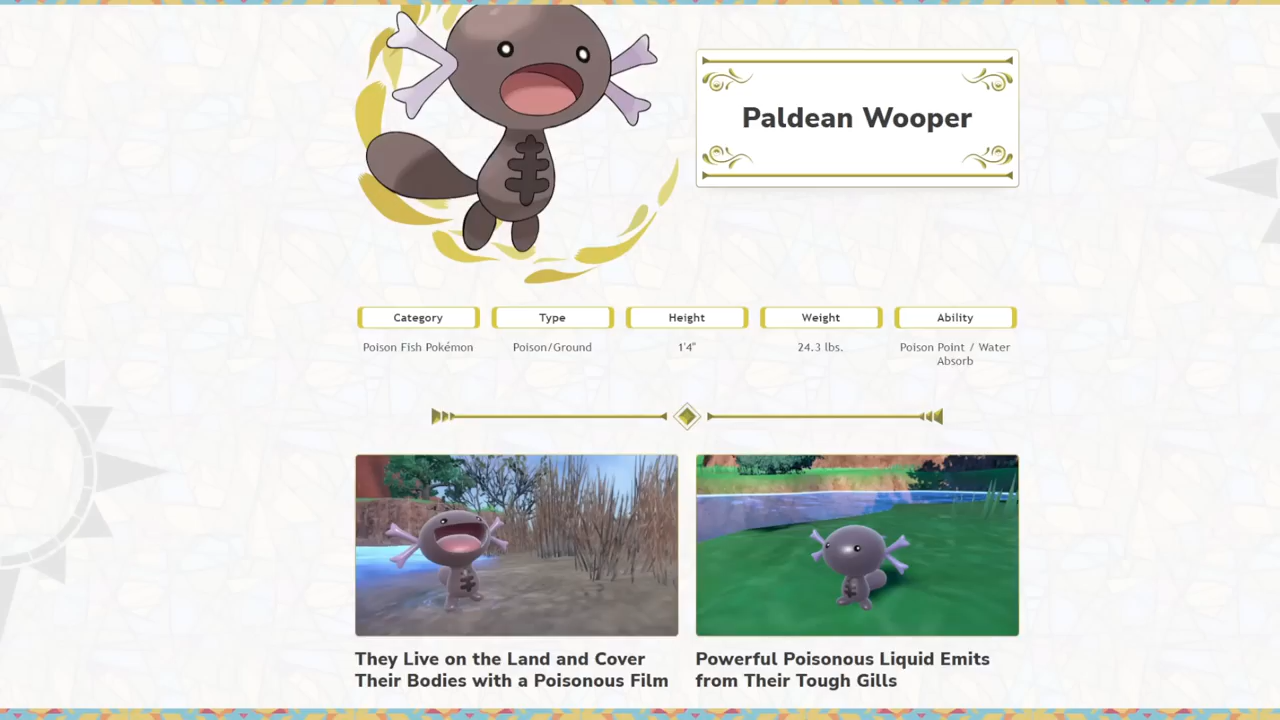 Paldean Wooper
Category
Type
Height
Weight
Ability
Poison Fish Pokémon
Poison/Ground
1'4"
24.3 lbs.
Poison Point / Water
Absorb
They Live on the Land and Cover
Their Bodies with a Poisonous Film
Powerful Poisonous Liquid Emits
from Their Tough Gills